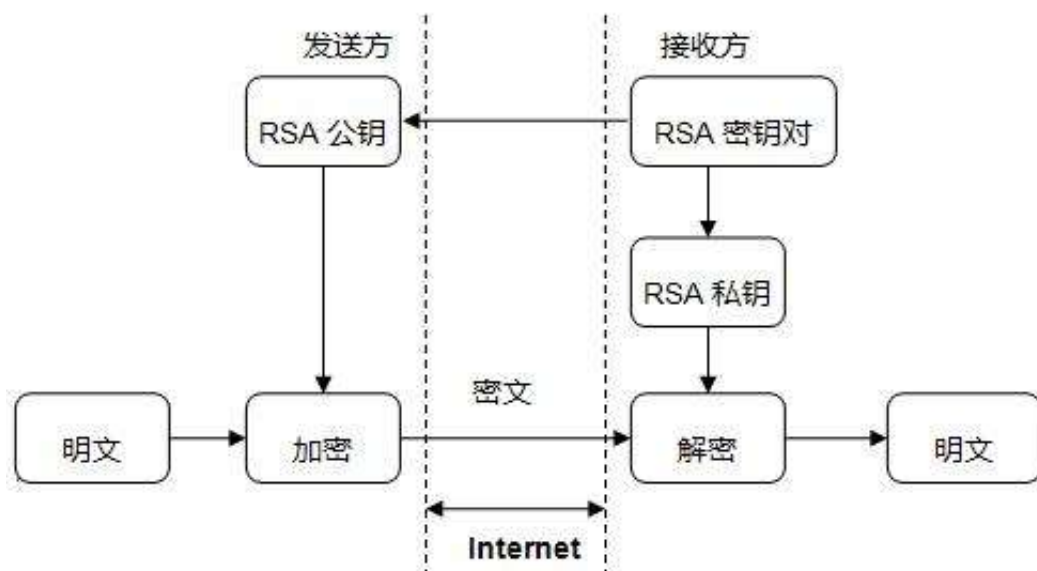 发送方
接收方
RSA 公钥
RSA 密钥对
RSA 私钥
密文
明文
加密
解密
明文
Internet